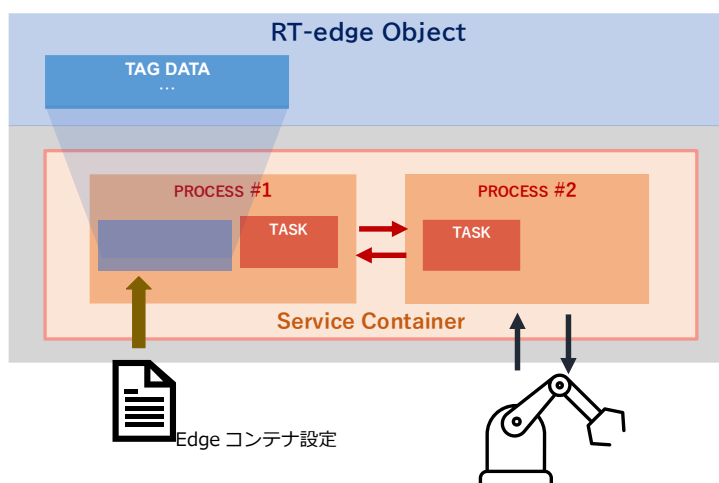 RT-edge Object
TAG DATA
…
PROCESS #1
PROCESS #2
TASK
TASK
Service Container
Edge コンテナ設定